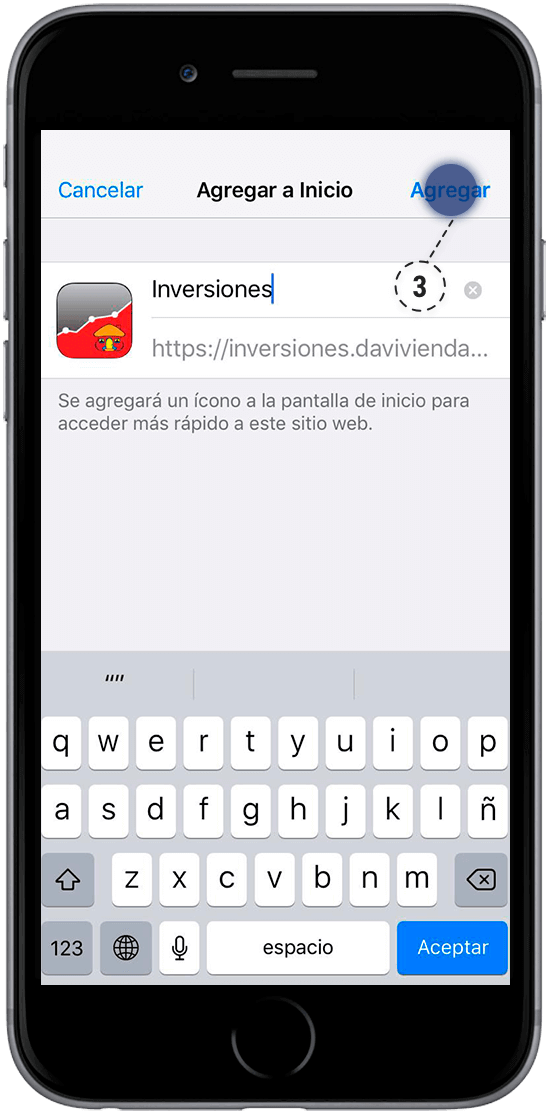 Cancelar Agregar a Inicio Agregar
3
Inversiones
https://inversiones.davivienda...
Se agregará un ícono a la pantalla de inicio para
acceder más rápido a este sitio web.
""
q w e r t y u i o p
a s d f g h j k l ñ
z x c v b n m
123 espacio Aceptar